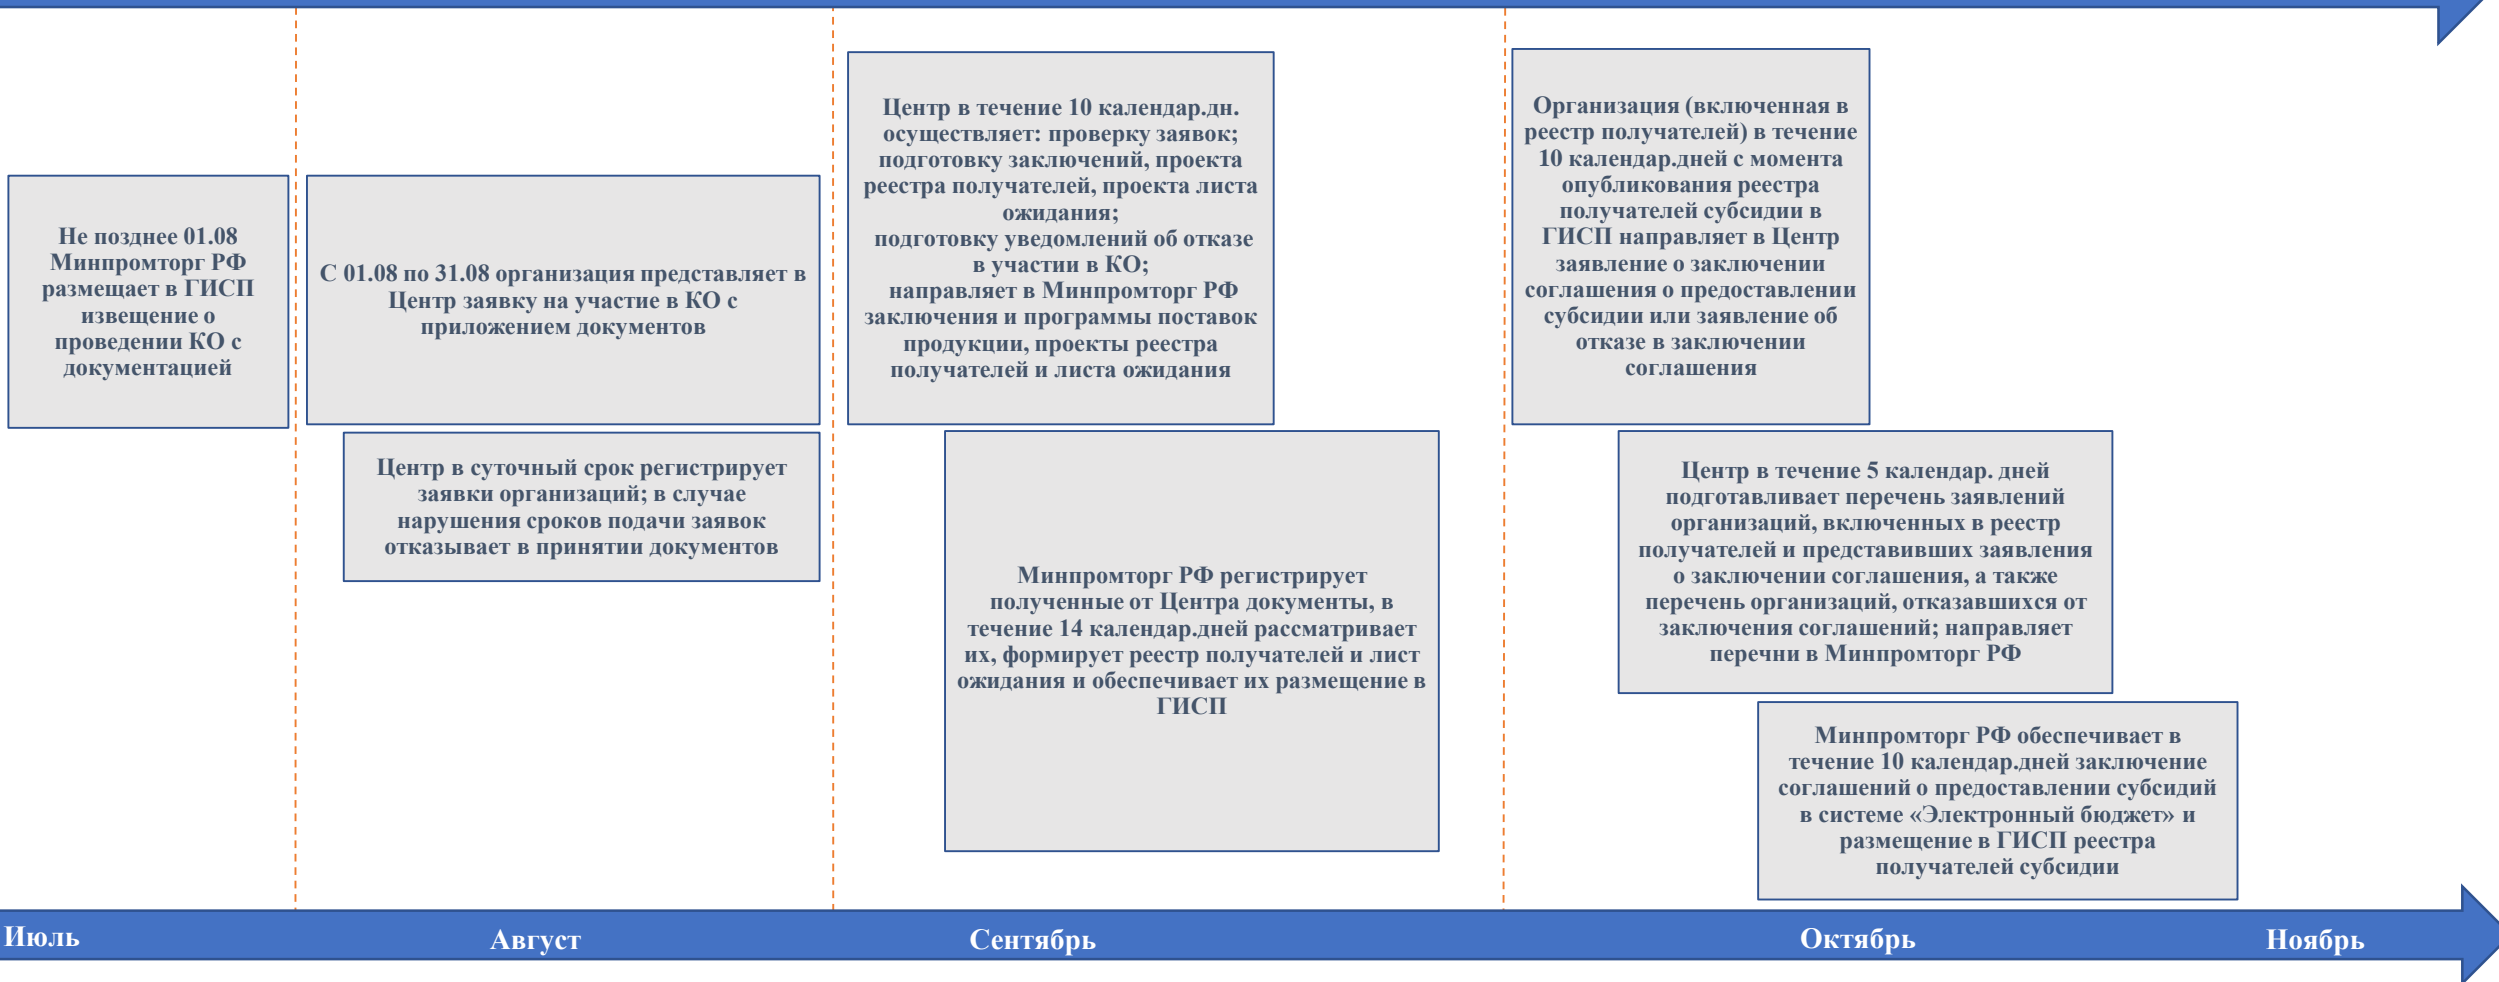 Не позднее 01.08
Минпромторг РФ
размещает в ГИСП
извещение о
проведении КО с
документацией
С 01.08 по 31.08 организация представляет в
Центр заявку на участие в КО с
приложением документов
Центр в суточный срок регистрирует
заявки организаций; в случае
нарушения сроков подачи заявок
отказывает в принятии документов
Центр в течение 10 календар.дн.
осуществляет: проверку заявок;
подготовку заключений, проекта
реестра получателей, проекта листа
ожидания;
подготовку уведомлений об отказе
в участии в КО;
направляет в Минпромторг РФ
заключения и программы поставок
продукции, проекты реестра
получателей и листа ожидания
Минпромторг РФ регистрирует
полученные от Центра документы, в
течение 14 календар.дней рассматривает
их, формирует реестр получателей и лист
ожидания и обеспечивает их размещение в
ГИСП
Организация (включенная в
реестр получателей) в течение
10 календар.дней с момента
опубликования реестра
получателей субсидии в
ГИСП направляет в Центр
заявление о заключении
соглашения о предоставлении
субсидии или заявление об
отказе в заключении
соглашения
Центр в течение 5 календар. дней
подготавливает перечень заявлений
организаций, включенных в реестр
получателей и представивших заявления
о заключении соглашения, а также
перечень организаций, отказавшихся от
заключения соглашений; направляет
перечни в Минпромторг РФ
Минпромторг РФ обеспечивает в
течение 10 календар.дней заключение
соглашений о предоставлении субсидий
в системе «Электронный бюджет» и
размещение в ГИСП реестра
получателей субсидии
Июль
Август
Сентябрь
Октябрь
Ноябрь